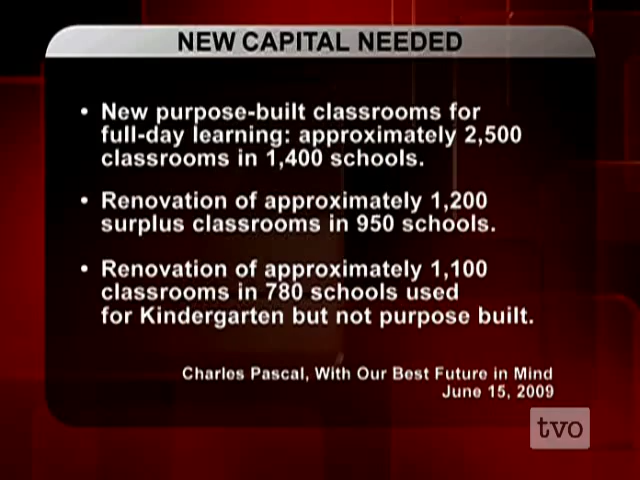 NEW CAPITAL NEEDED
• New purpose-built classrooms for
full-day learning: approximately 2,500
classrooms in 1,400 schools.
• Renovation of approximately 1,200
surplus classrooms in 950 schools.
• Renovation of approximately 1,100
classrooms in 780 schools used
for Kindergarten but not purpose built.
Charles Pascal, With Our Best Future in Mind
June 15, 2009
tvo